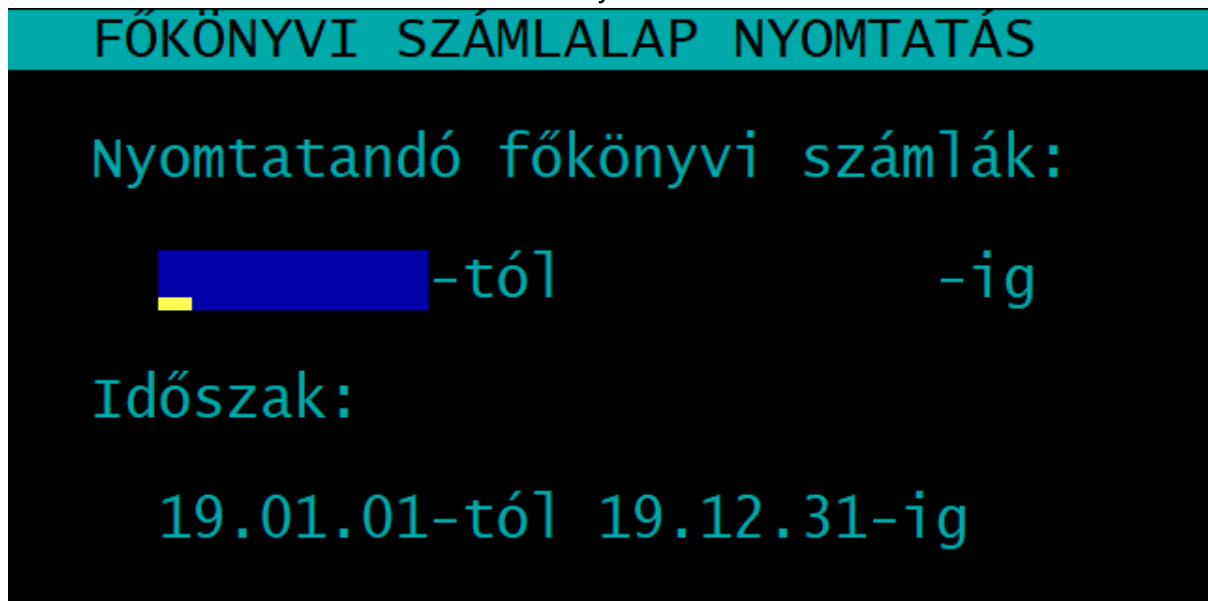 FŐKÖNYVI SZÁMLALAP NYOMTATÁS
Nyomtatandó főkönyvi számlák:
-tól -ig
Időszak:
19.01.01-tól 19.12.31-ig